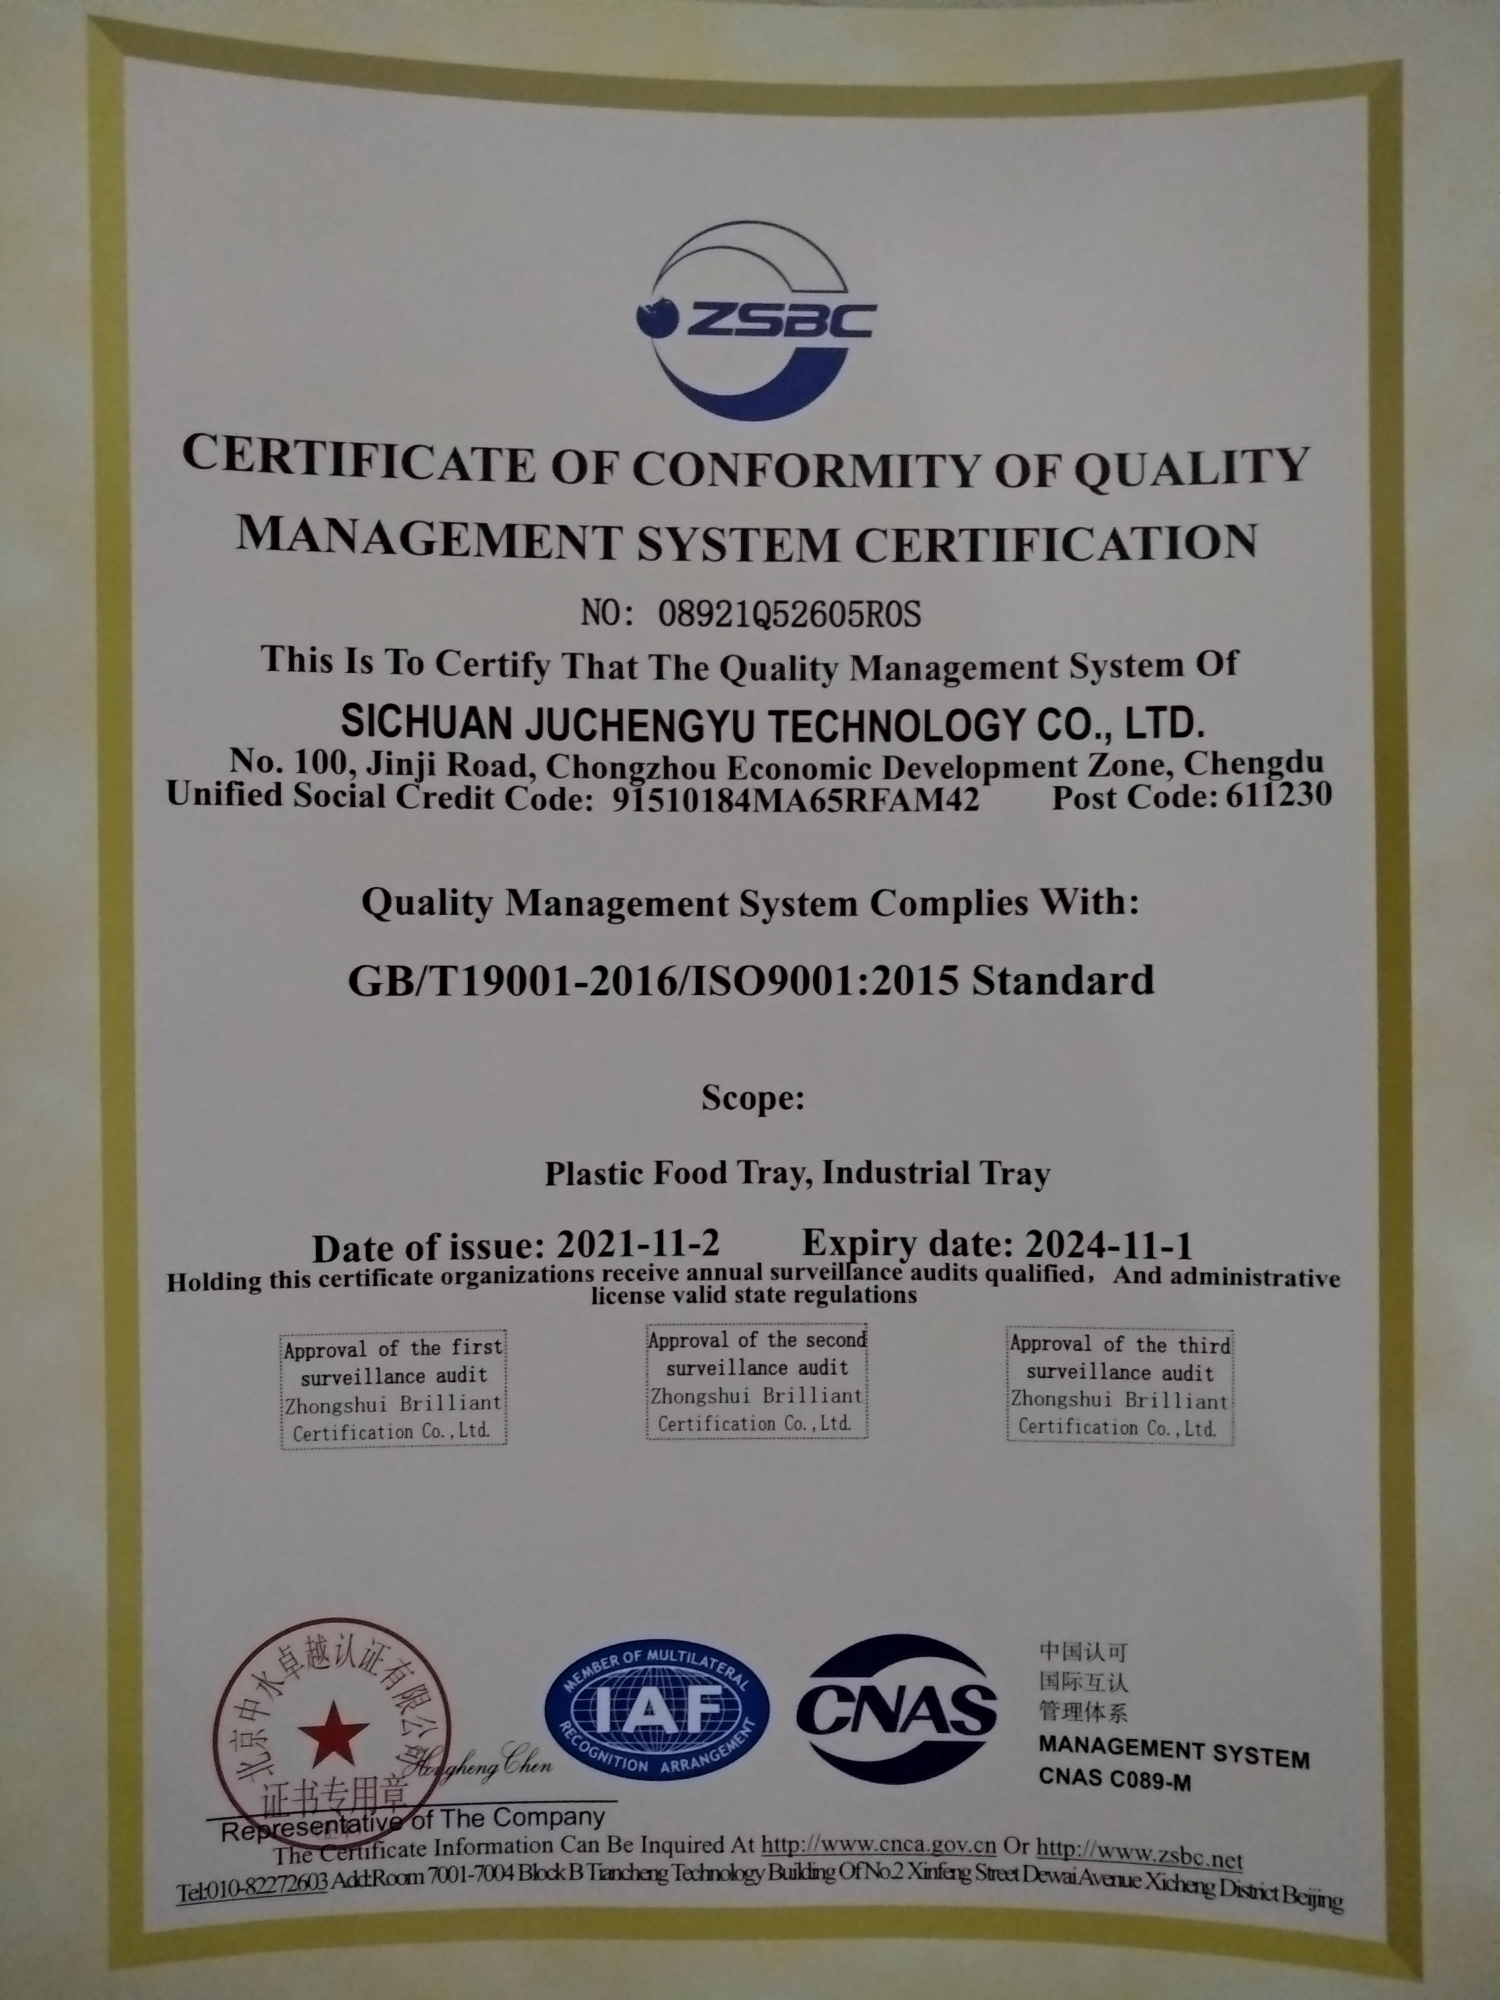 ZSBC
CERTIFICATE OF CONFORMITY OF QUALITY
MANAGEMENT SYSTEM CERTIFICATION
NO: 08921Q52605R0S
This Is To Certify That The Quality Management System Of
SICHUAN JUCHENGYU TECHNOLOGY CO., LTD.
No. 100, Jinji Road, Chongzhou Economic Development Zone, Chengdu
Unified Social Credit Code: 91510184MA65RFAM42 Post Code: 611230
Quality Management System Complies With:
GB/T19001-2016/ISO9001:2015 Standard
Scope:
Plastic Food Tray, Industrial Tray
Date of issue: 2021-11-2 Expiry date: 2024-11-1
Holding this certificate organizations receive annual surveillance audits qualified，And administrative
license valid state regulations
Approval of the first
surveillance audit
Zhongshui Brilliant
Certification Co.,Ltd.
Approval of the second
surveillance audit
Zhongshui Brilliant
Certification Co.,Ltd.
Approval of the third
surveillance audit
Zhongshui Brilliant
Certification Co.,Ltd.
北京中水卓越认证有限公司
证书专用章
Chen
Representative of The Company
MEMBER OF MULTILATERAL
IAF
RECOGNITION ARRANGEMENT
CNAS
中国认可
国际互认
管理体系
MANAGEMENT SYSTEM
CNAS C089-M
The Certificate Information Can Be Inquired At http://www.cnca.gov.cn Or http://www.zsbc.net
Tel:010-82272603 Add:Room 7001-7004 Block B Tiancheng Technology Building Of No.2 Xinfeng Street Dewai Avenue Xicheng District Beijing